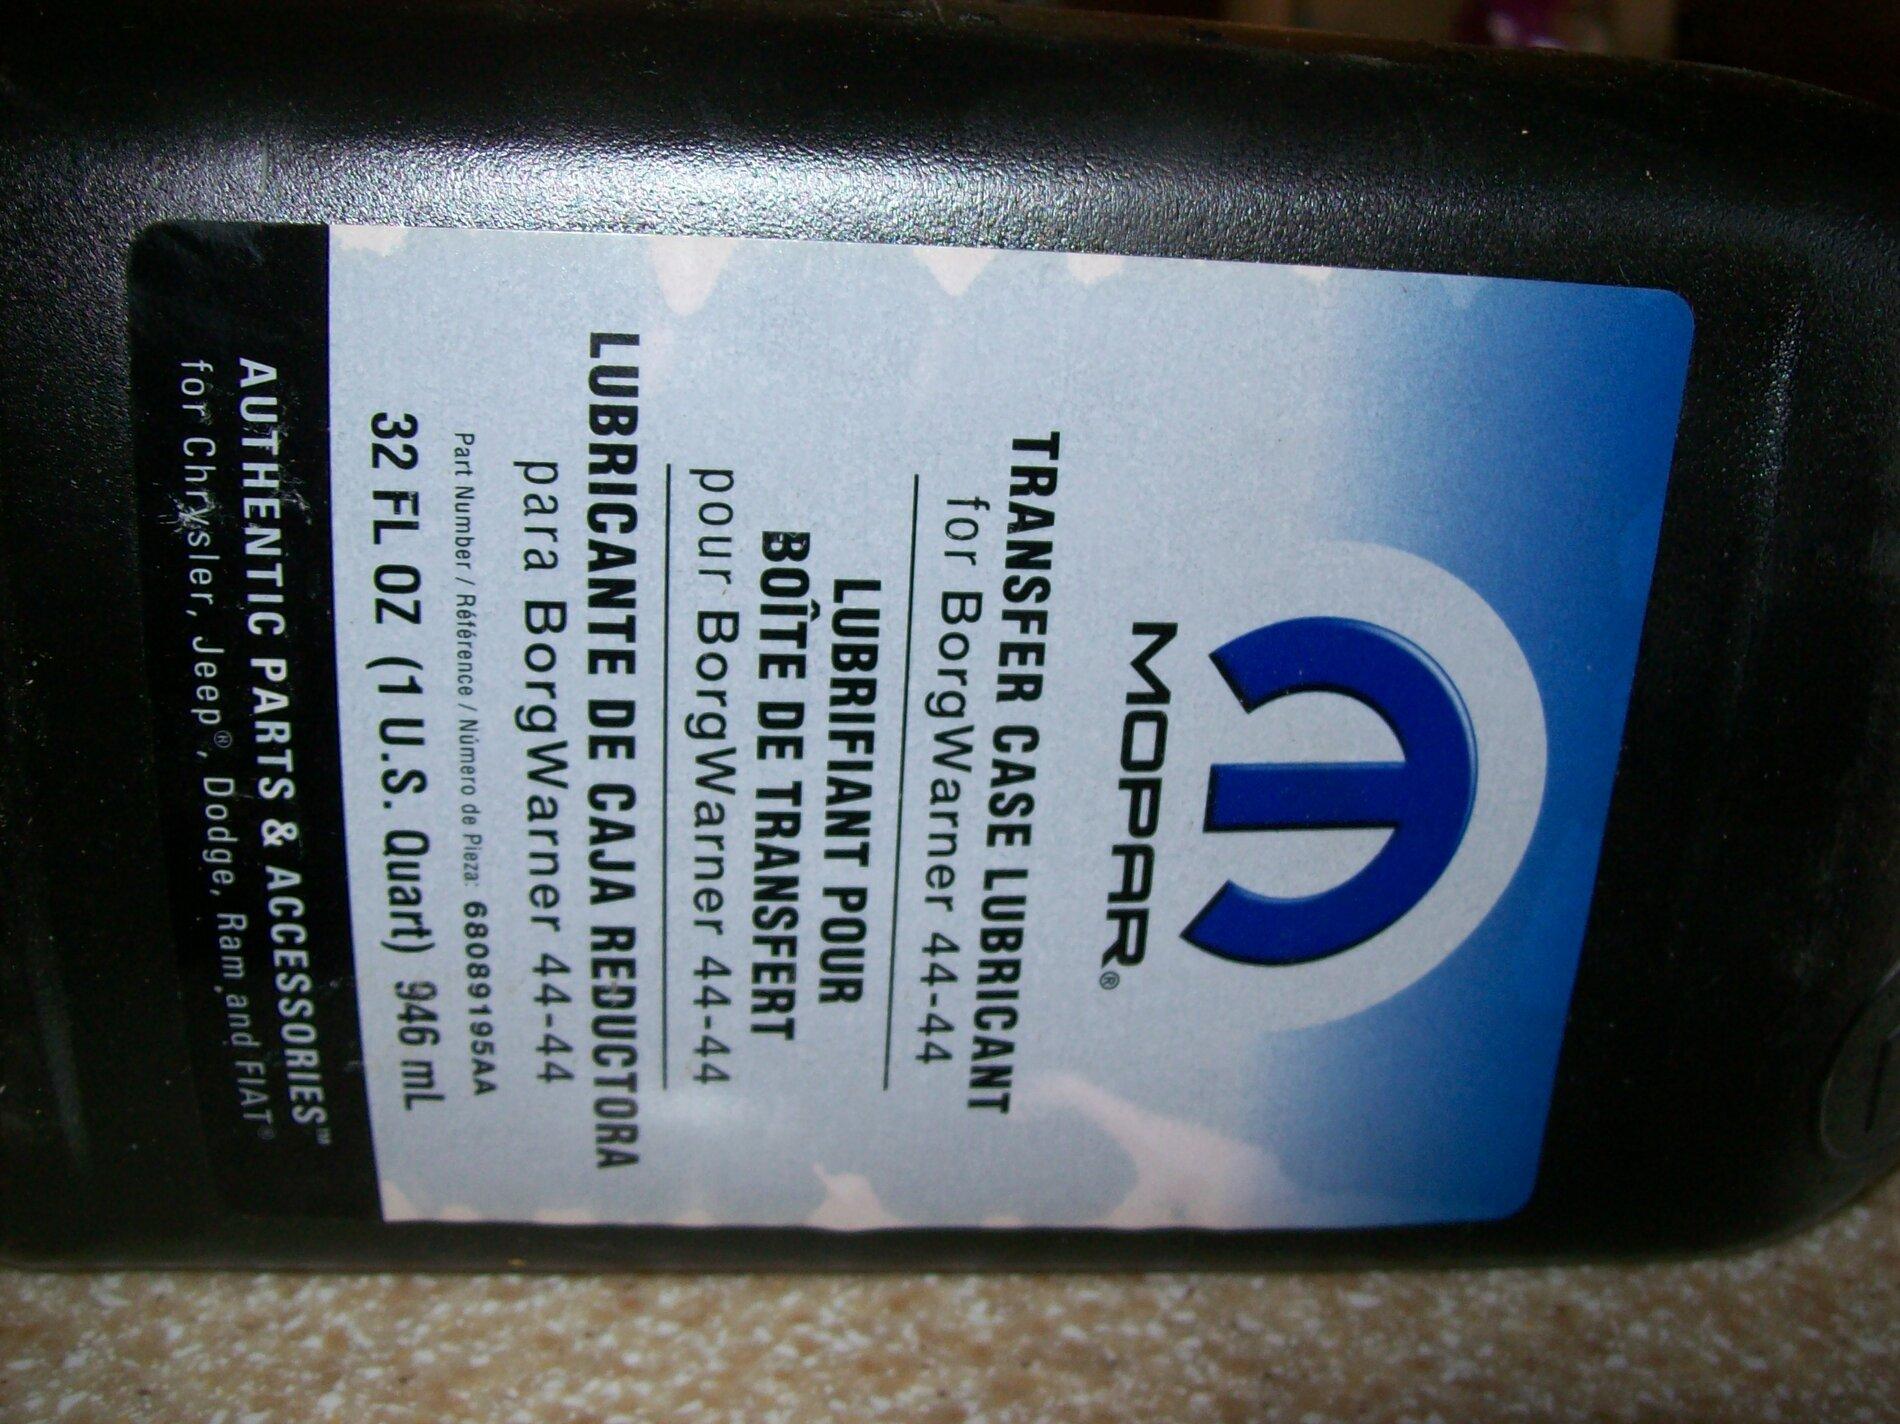 MOPAR®
TRANSFER CASE LUBRICANT
for BorgWarner 44-44
LUBRIFIANT POUR
BOÎTE DE TRANSFERT
pour BorgWarner 44-44
LUBRICANTE DE CAJA REDUCTORA
para BorgWarner 44-44
Part Number / Référence / Número de Pieza: 68089195AA
32 FL OZ (1 U.S. Quart) 946 mL
AUTHENTIC PARTS & ACCESSORIES™
for Chrysler, Jeep®, Dodge, Ram and FIAT®